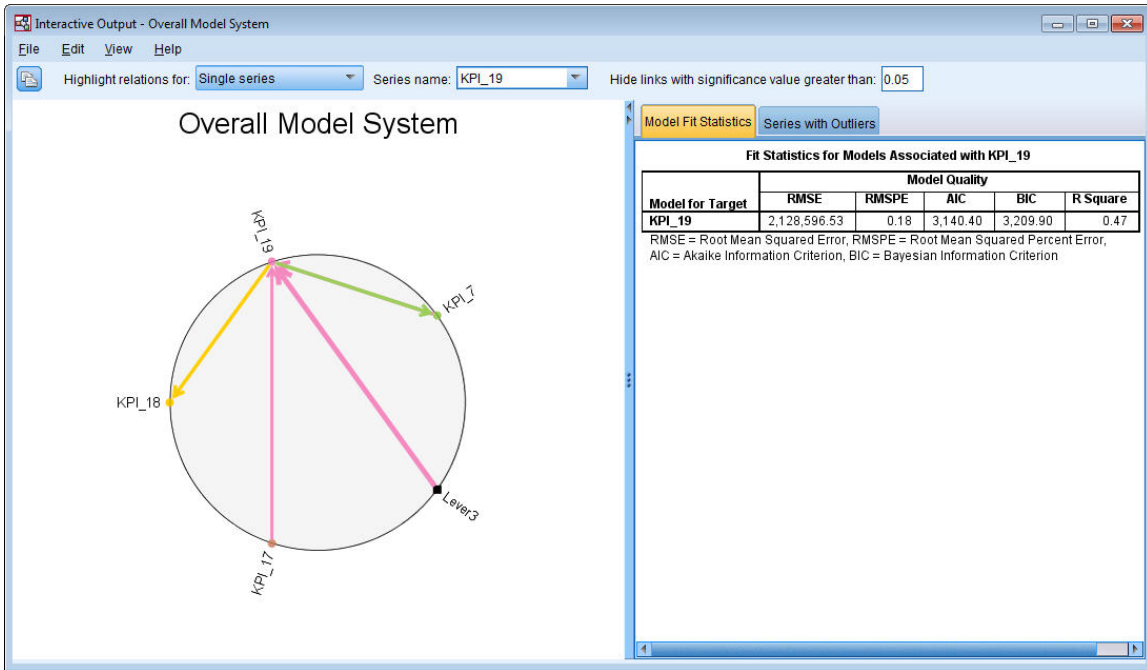 Interactive Output - Overall Model System
File Edit View Help
Highlight relations for: Single series Series name: KPI_19 Hide links with significance value greater than: 0.05
Overall Model System
KPI_19
KPI_7
KPI_18
Lever3
KPI_17
Model Fit Statistics Series with Outliers
Fit Statistics for Models Associated with KPI_19
Model Quality
Model for Target RMSE RMSPE AIC BIC R Square
KPI_19 2,128,596.53 0.18 3,140.40 3,209.90 0.47
RMSE = Root Mean Squared Error, RMSPE = Root Mean Squared Percent Error,
AIC = Akaike Information Criterion, BIC = Bayesian Information Criterion